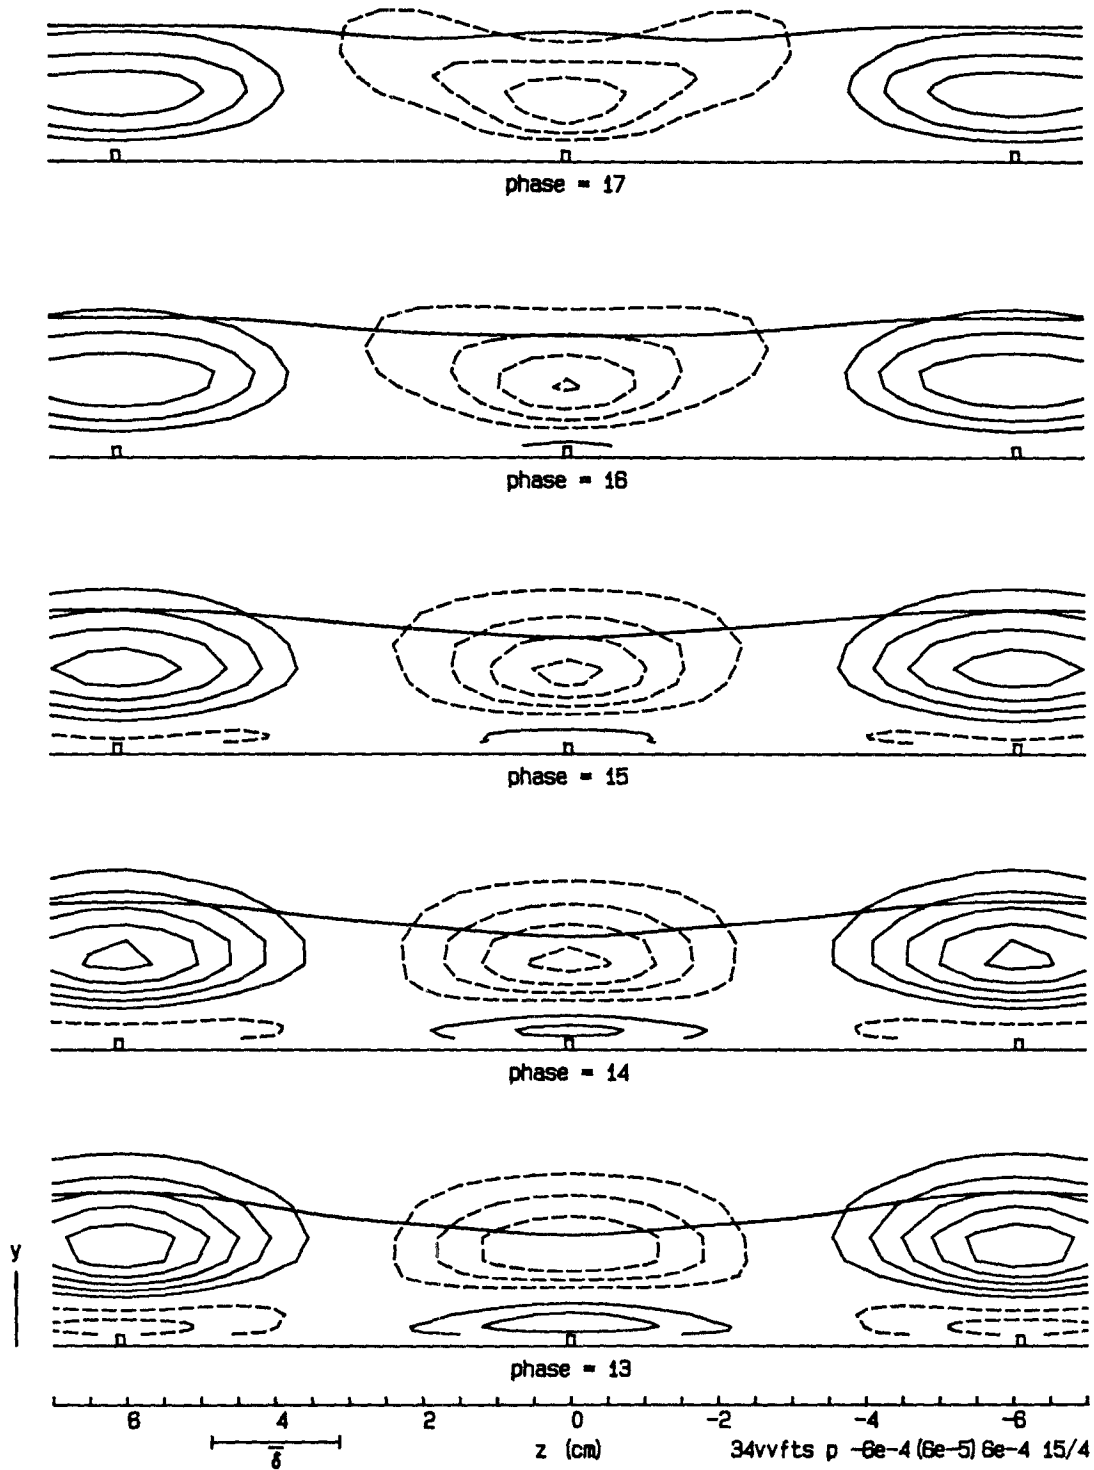 phase = 17
phase = 16
phase = 15
phase = 14
y
phase = 13
6 4 2 0 -2 -4 -6
δ̅ z (cm) 34vvfts p -6e-4(6e-5)6e-4 15/4